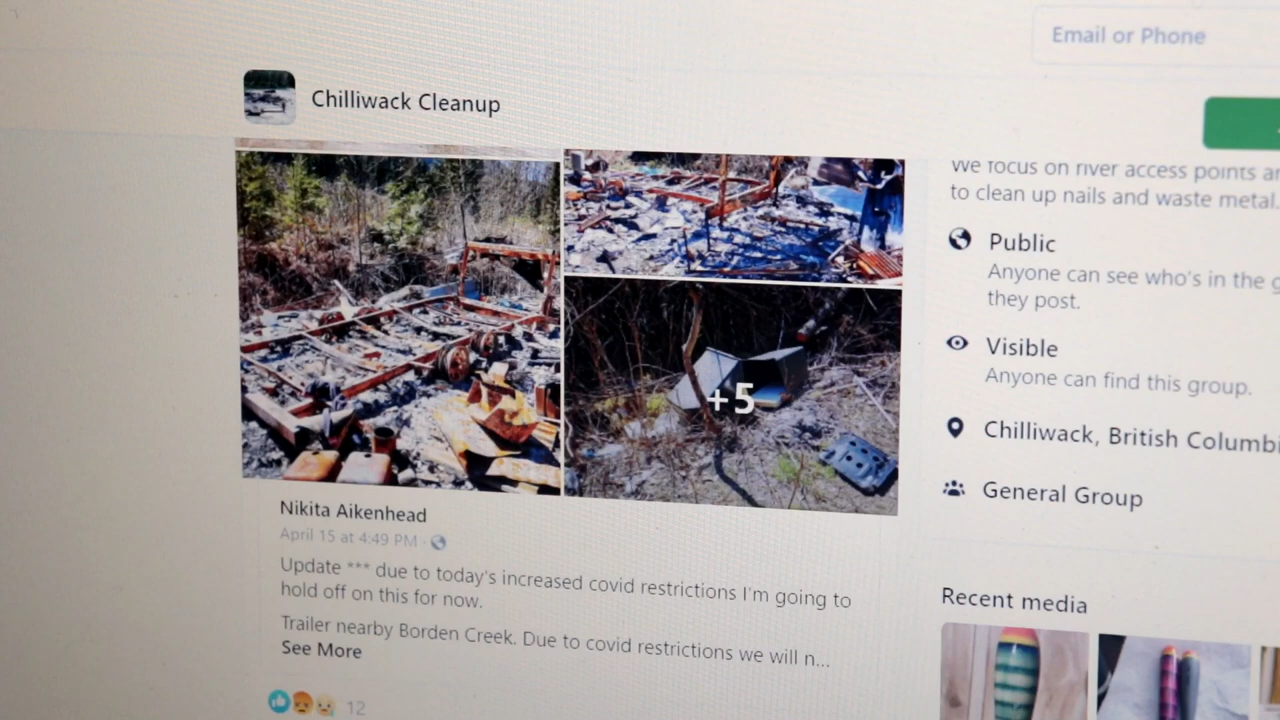 Email or Phone
Chilliwack Cleanup
We focus on river access points
to clean up nails and waste metal.
Public
Anyone can see who's in the
they post.
Visible
Anyone can find this group.
Chilliwack, British
General Group
Recent media
+5
Nikita Aikenhead
April 15 at 4:49 PM ·
Update *** due to today's increased covid restrictions I'm going to
hold off on this for now.
Trailer nearby Borden Creek. Due to covid restrictions we will n...
See More
12